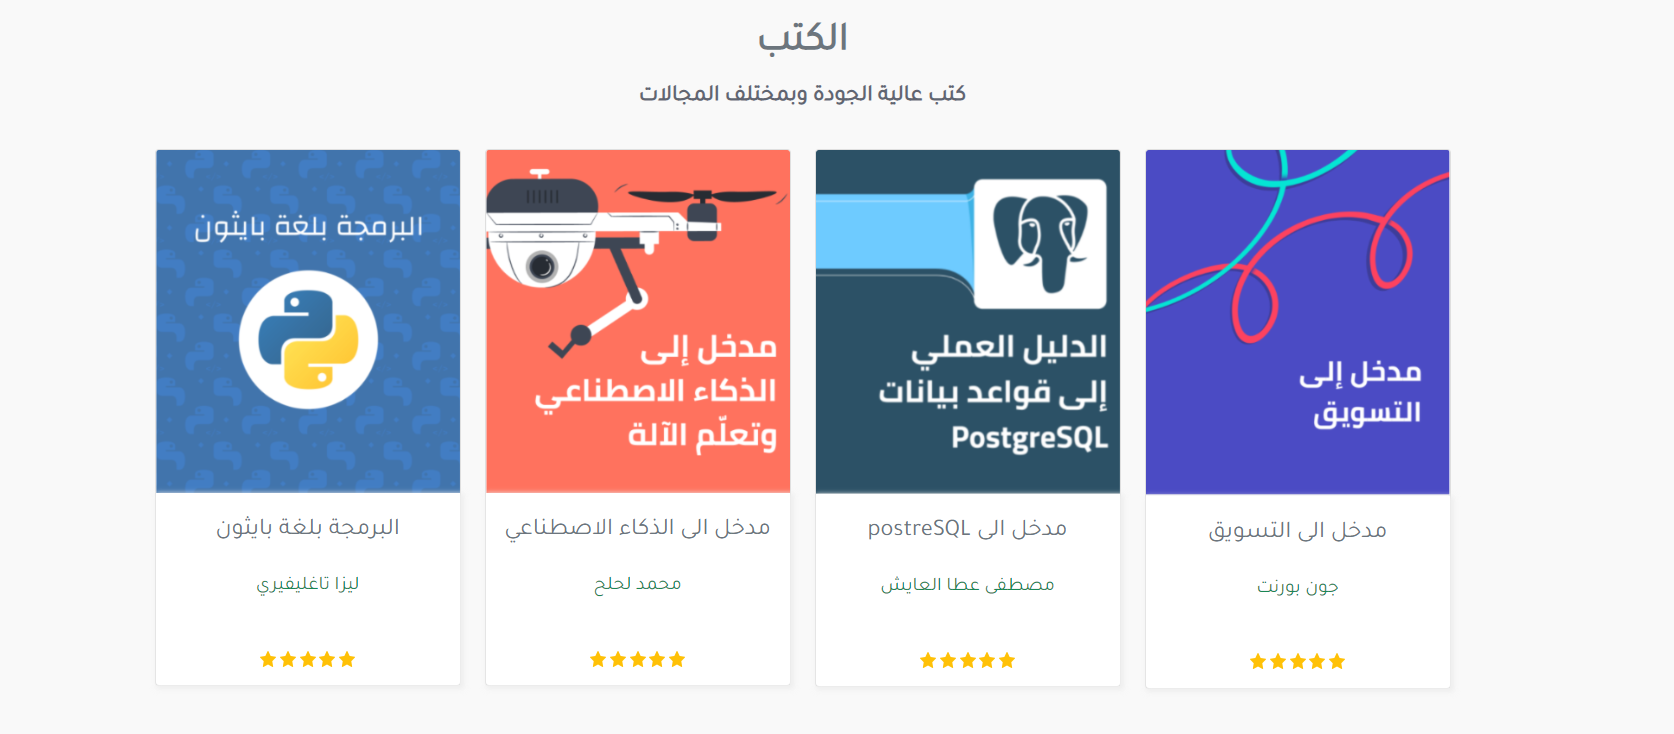 الكتب
كتب عالية الجودة وبمختلف المجالات
مدخل إلى
التسويق
مدخل الى التسويق
جون بورنت
الدليل العملي
إلى قواعد بيانات
PostgreSQL
مدخل الى postreSQL
مصطفى عطا العايش
مدخل إلى
الذكاء الاصطناعي
وتعلّم الآلة
مدخل الى الذكاء الاصطناعي
محمد لحلح
البرمجة بلغة بايثون
البرمجة بلغة بايثون
ليزا تاغليفيري